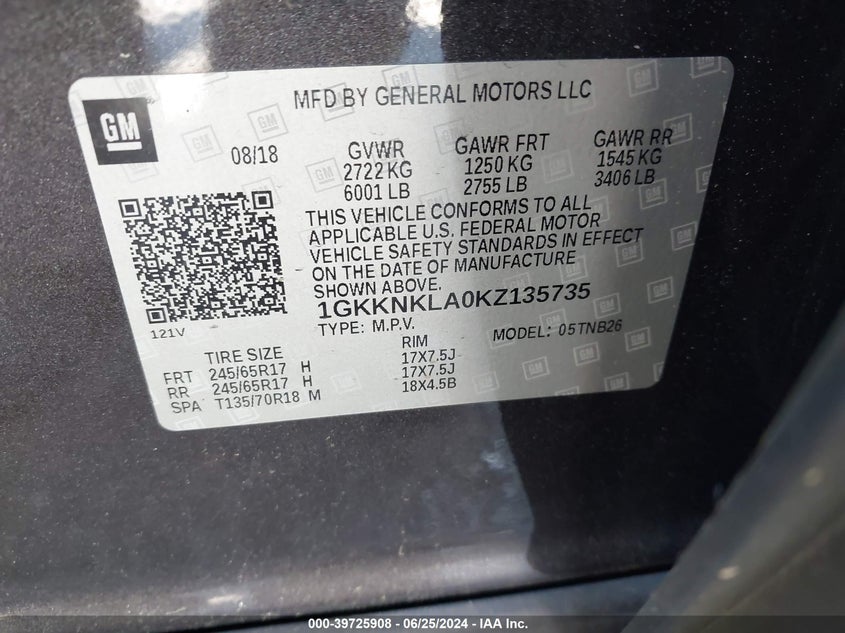 GM
MFD BY GENERAL MOTORS LLC
08/18
GVWR GAWR FRT GAWR RR
2722 KG 1250 KG 1545 KG
6001 LB 2755 LB 3406 LB
THIS VEHICLE CONFORMS TO ALL
APPLICABLE U.S. FEDERAL MOTOR
VEHICLE SAFETY STANDARDS IN EFFECT
ON THE DATE OF MANUFACTURE
SHOWN ABOVE.
1GKKNKLA0KZ135735
121V
TYPE: M.P.V. MODEL: 05TNB26
TIRE SIZE RIM
FRT 245/65R17 H 17X7.5J
RR 245/65R17 H 17X7.5J
SPA T135/70R18 M 18X4.5B
000-39725908 - 06/25/2024 - IAA Inc.